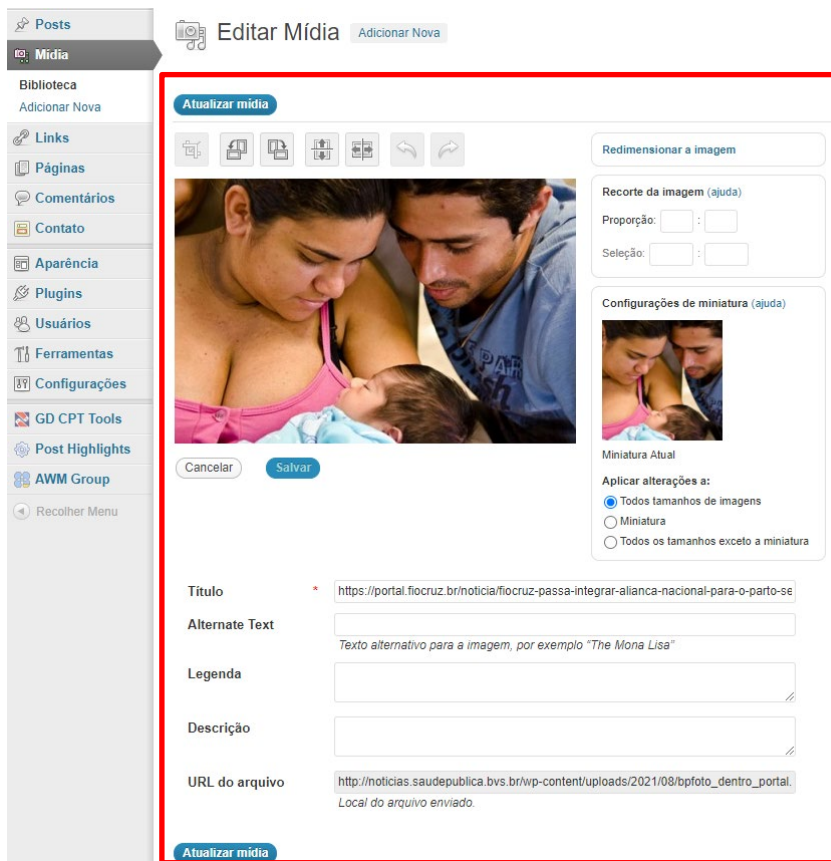 Posts
Mídia
Biblioteca
Adicionar Nova
Links
Páginas
Comentários
Contato
Aparência
Plugins
Usuários
Ferramentas
Configurações
GD CPT Tools
Post Highlights
AWM Group
Recolher Menu
Editar Mídia Adicionar Nova
Atualizar mídia
Redimensionar a imagem
Recorte da imagem (ajuda)
Proporção: :
Seleção: :
Configurações de miniatura (ajuda)
PAR
Miniatura Atual
Cancelar Salvar
Aplicar alterações a:
Todos tamanhos de imagens
Miniatura
Todos os tamanhos exceto a miniatura
Título * https://portal.fiocruz.br/noticia/fiocruz-passa-integrar-alianca-nacional-para-o-parto-se
Alternate Text
Texto alternativo para a imagem, por exemplo “The Mona Lisa”
Legenda
Descrição
URL do arquivo http://noticias.saudepublica.bvs.br/wp-content/uploads/2021/08/bpfoto_dentro_portal.
Local do arquivo enviado.
Atualizar mídia